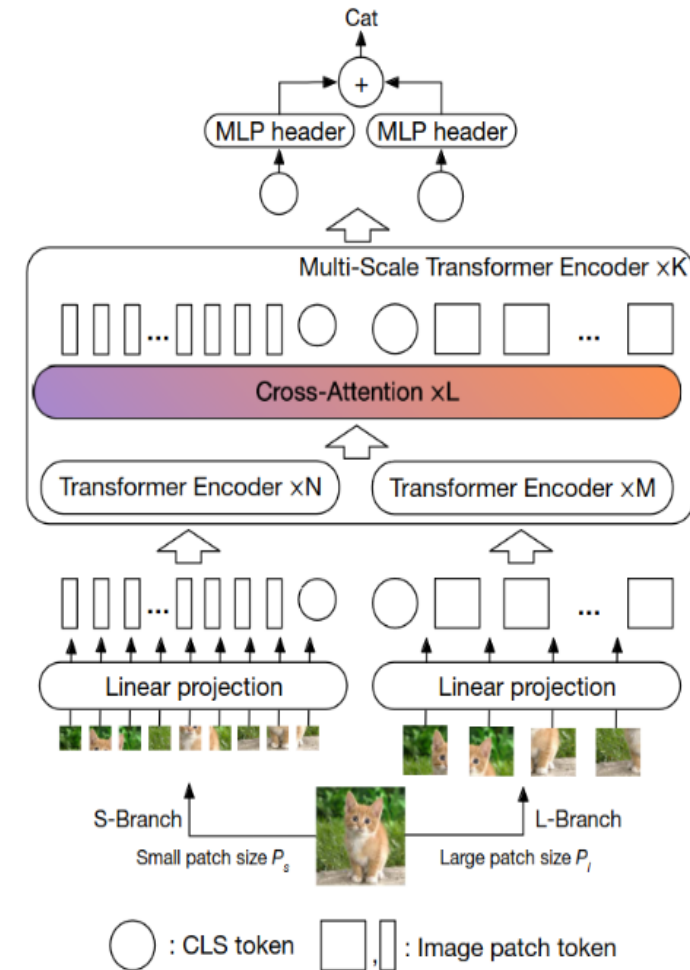 Cat
+
MLP header MLP header
Multi-Scale Transformer Encoder ×K
... ...
Cross-Attention ×L
Transformer Encoder ×N Transformer Encoder ×M
... ...
Linear projection Linear projection
S-Branch L-Branch
Small patch size Ps Large patch size Pl
: CLS token , : Image patch token